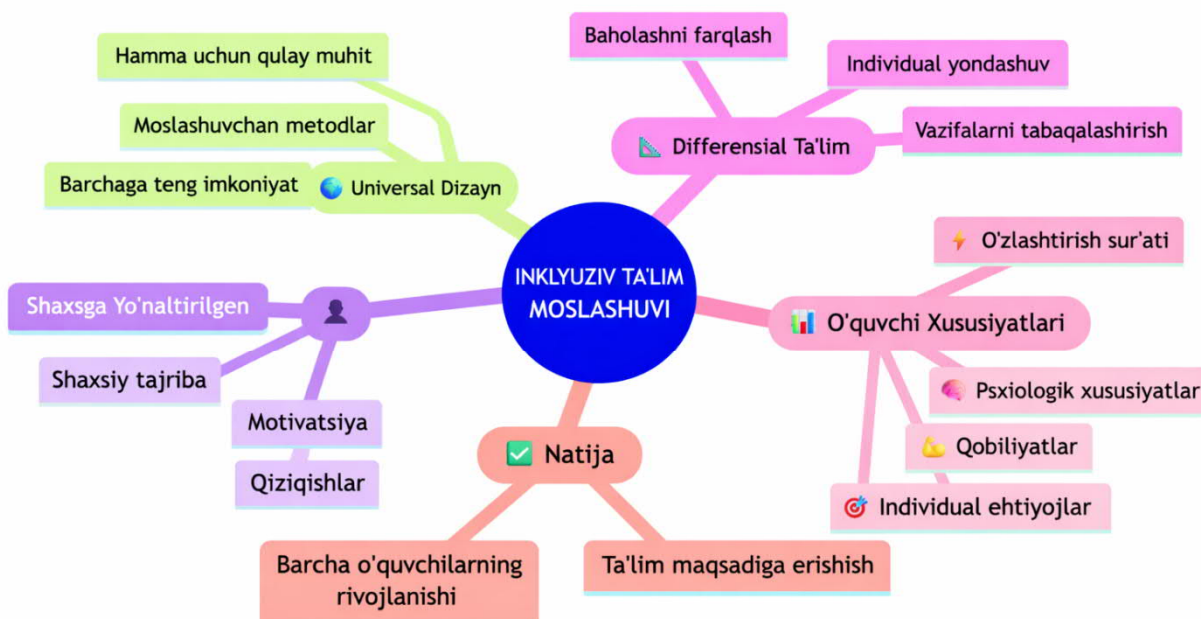 Hamma uchun qulay muhit
Moslashuvchan metodlar
Barchaga teng imkoniyat
Universal Dizayn
Baholashni farqlash
Individual yondashuv
Differensial Ta'lim
Vazifalarni tabaqalashirish
INKLYUZIV TA'LIM
MOSLASHUVI
O'zlashtirish sur'ati
O'quvchi Xususiyatlari
Psxiologik xususiyatlar
Qobiliyatlar
Individual ehtiyojlar
Shaxsga Yo'naltirilgen
Shaxsiy tajriba
Motivatsiya
Qiziqishlar
Natija
Barcha o'quvchilarning
rivojlanishi
Ta'lim maqsadiga erishish